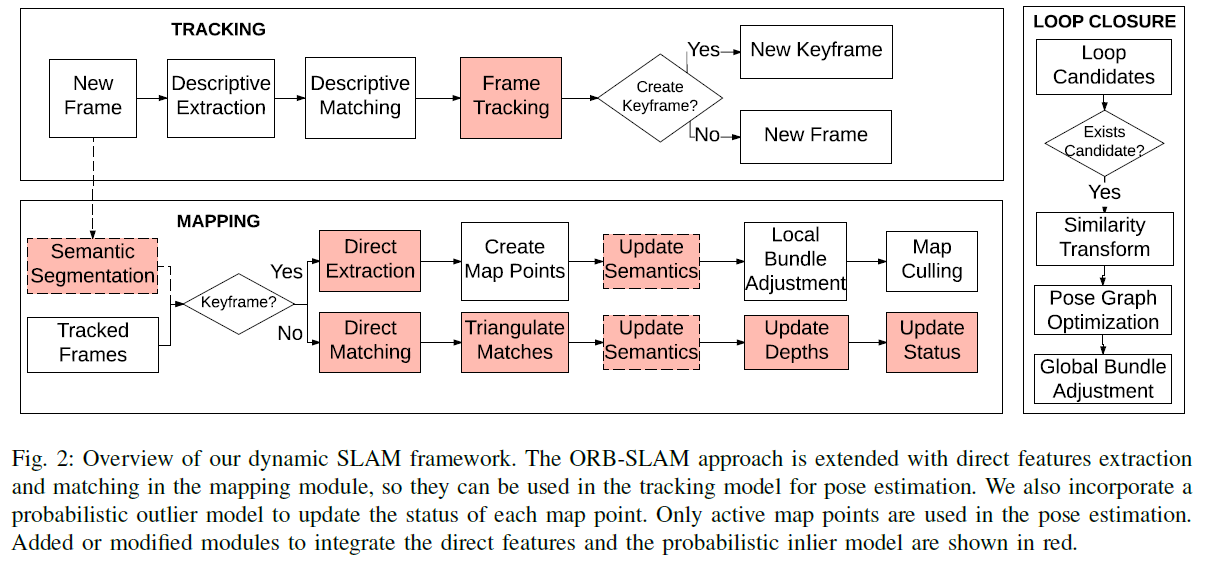 TRACKING
New
Frame
Descriptive
Extraction
Descriptive
Matching
Frame
Tracking
Create
Keyframe?
Yes
New Keyframe
No
New Frame
MAPPING
Semantic
Segmentation
Tracked
Frames
Keyframe?
Yes
Direct
Extraction
Create
Map Points
Update
Semantics
Local
Bundle
Adjustment
Map
Culling
No
Direct
Matching
Triangulate
Matches
Update
Semantics
Update
Depths
Update
Status
LOOP CLOSURE
Loop
Candidates
Exists
Candidate?
Yes
Similarity
Transform
Pose Graph
Optimization
Global Bundle
Adjustment
Fig. 2: Overview of our dynamic SLAM framework. The ORB-SLAM approach is extended with direct features extraction
and matching in the mapping module, so they can be used in the tracking model for pose estimation. We also incorporate a
probabilistic outlier model to update the status of each map point. Only active map points are used in the pose estimation.
Added or modified modules to integrate the direct features and the probabilistic inlier model are shown in red.